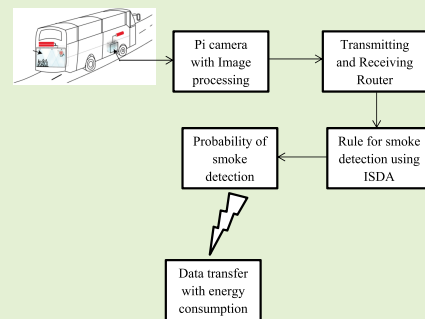 Pi camera
with Image
processing
Transmitting
and Receiving
Router
Rule for smoke
detection using
ISDA
Probability of
smoke
detection
Data transfer
with energy
consumption